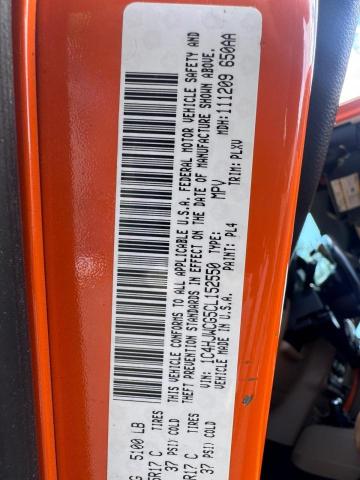 G 5100 LB
5R17 C TIRES
37 PSI) COLD
R17 C TIRES
37 PSI) COLD
THIS VEHICLE CONFORMS TO ALL APPLICABLE U.S.A. FEDERAL MOTOR VEHICLE SAFETY AND
THEFT PREVENTION STANDARDS IN EFFECT ON THE DATE OF MANUFACTURE SHOWN ABOVE.
VIN: 1C4HJWCG5CL152550 TYPE: MPV MDH: 111209 650AA
VEHICLE MADE IN U.S.A. PAINT: PL4 TRIM: PLXV